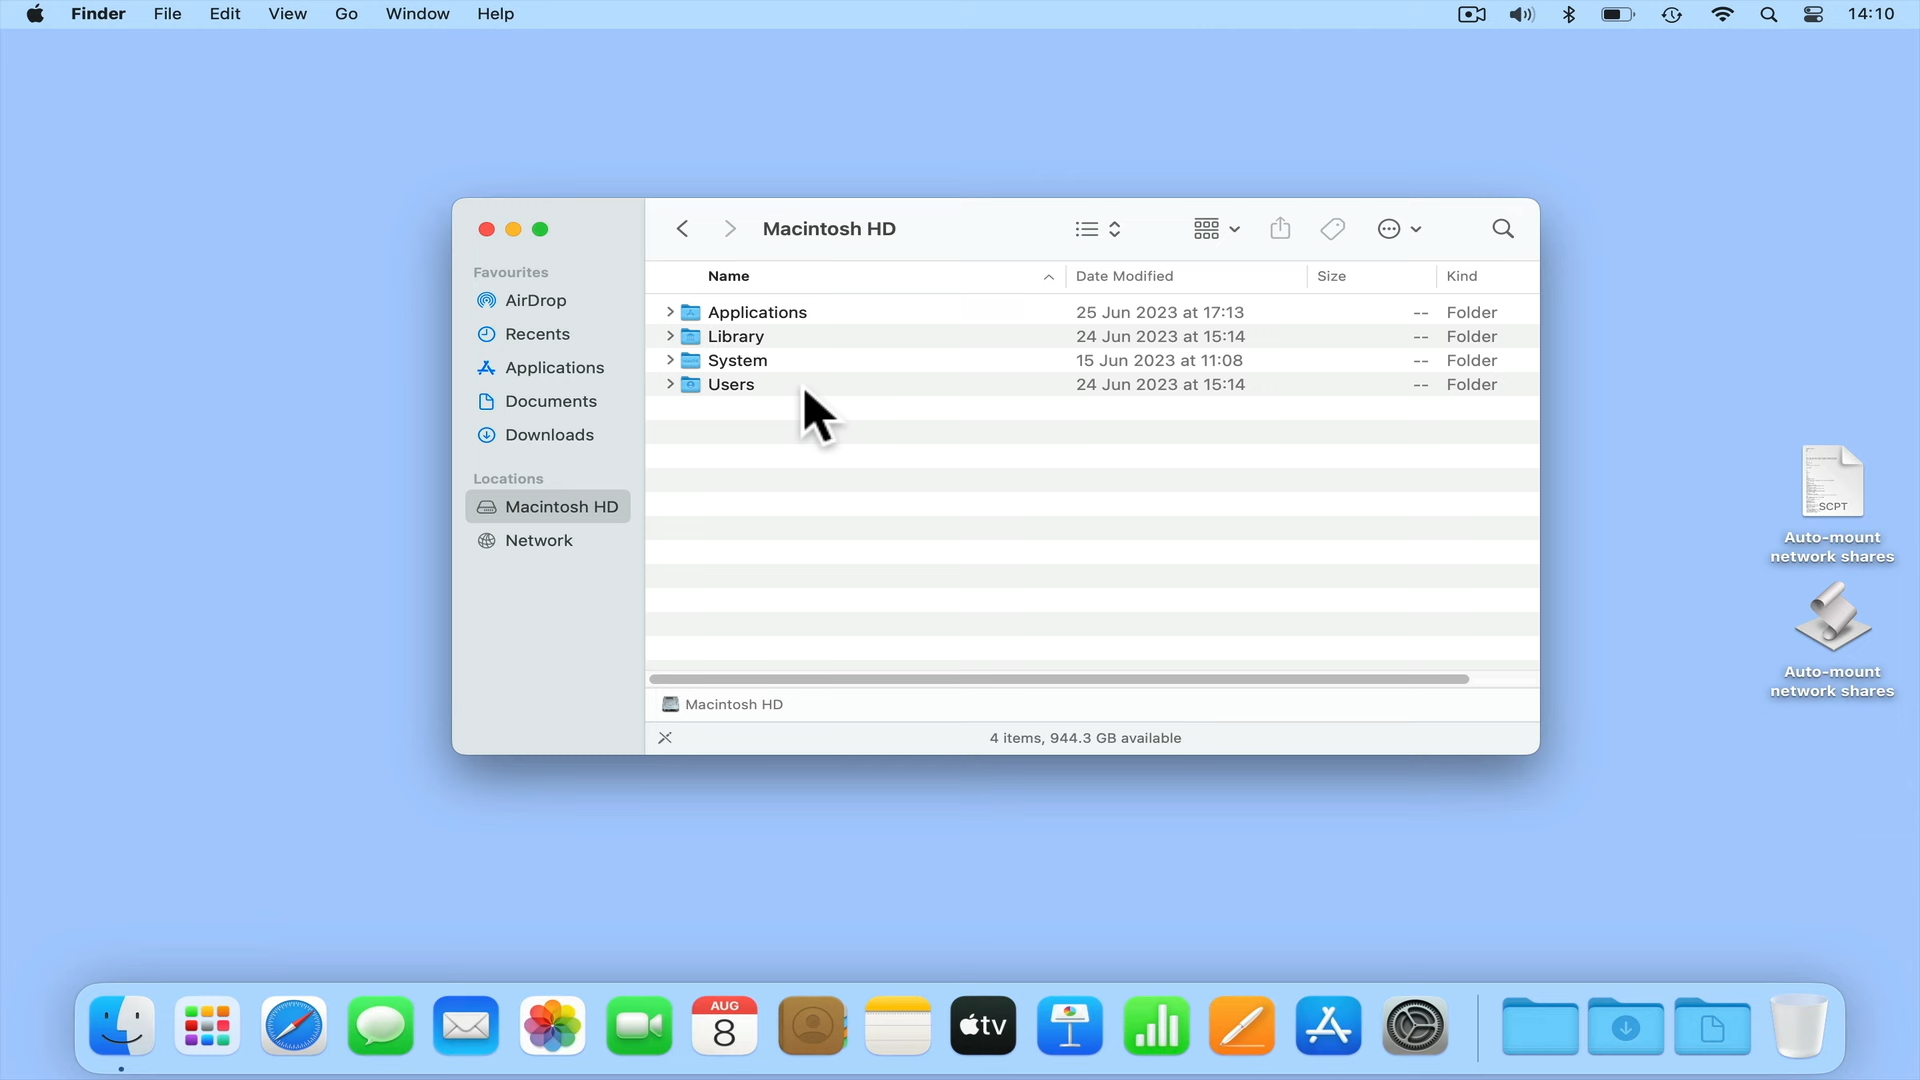 Finder File Edit View Go Window Help 14:10
Macintosh HD
Favourites
AirDrop
Recents
Applications
Documents
Downloads
Locations
Macintosh HD
Network
Name Date Modified Size Kind
Applications 25 Jun 2023 at 17:13 -- Folder
Library 24 Jun 2023 at 15:14 -- Folder
System 15 Jun 2023 at 11:08 -- Folder
Users 24 Jun 2023 at 15:14 -- Folder
Macintosh HD
4 items, 944.3 GB available
SCPT
Auto-mount
network shares
Auto-mount
network shares
AUG
8
tv